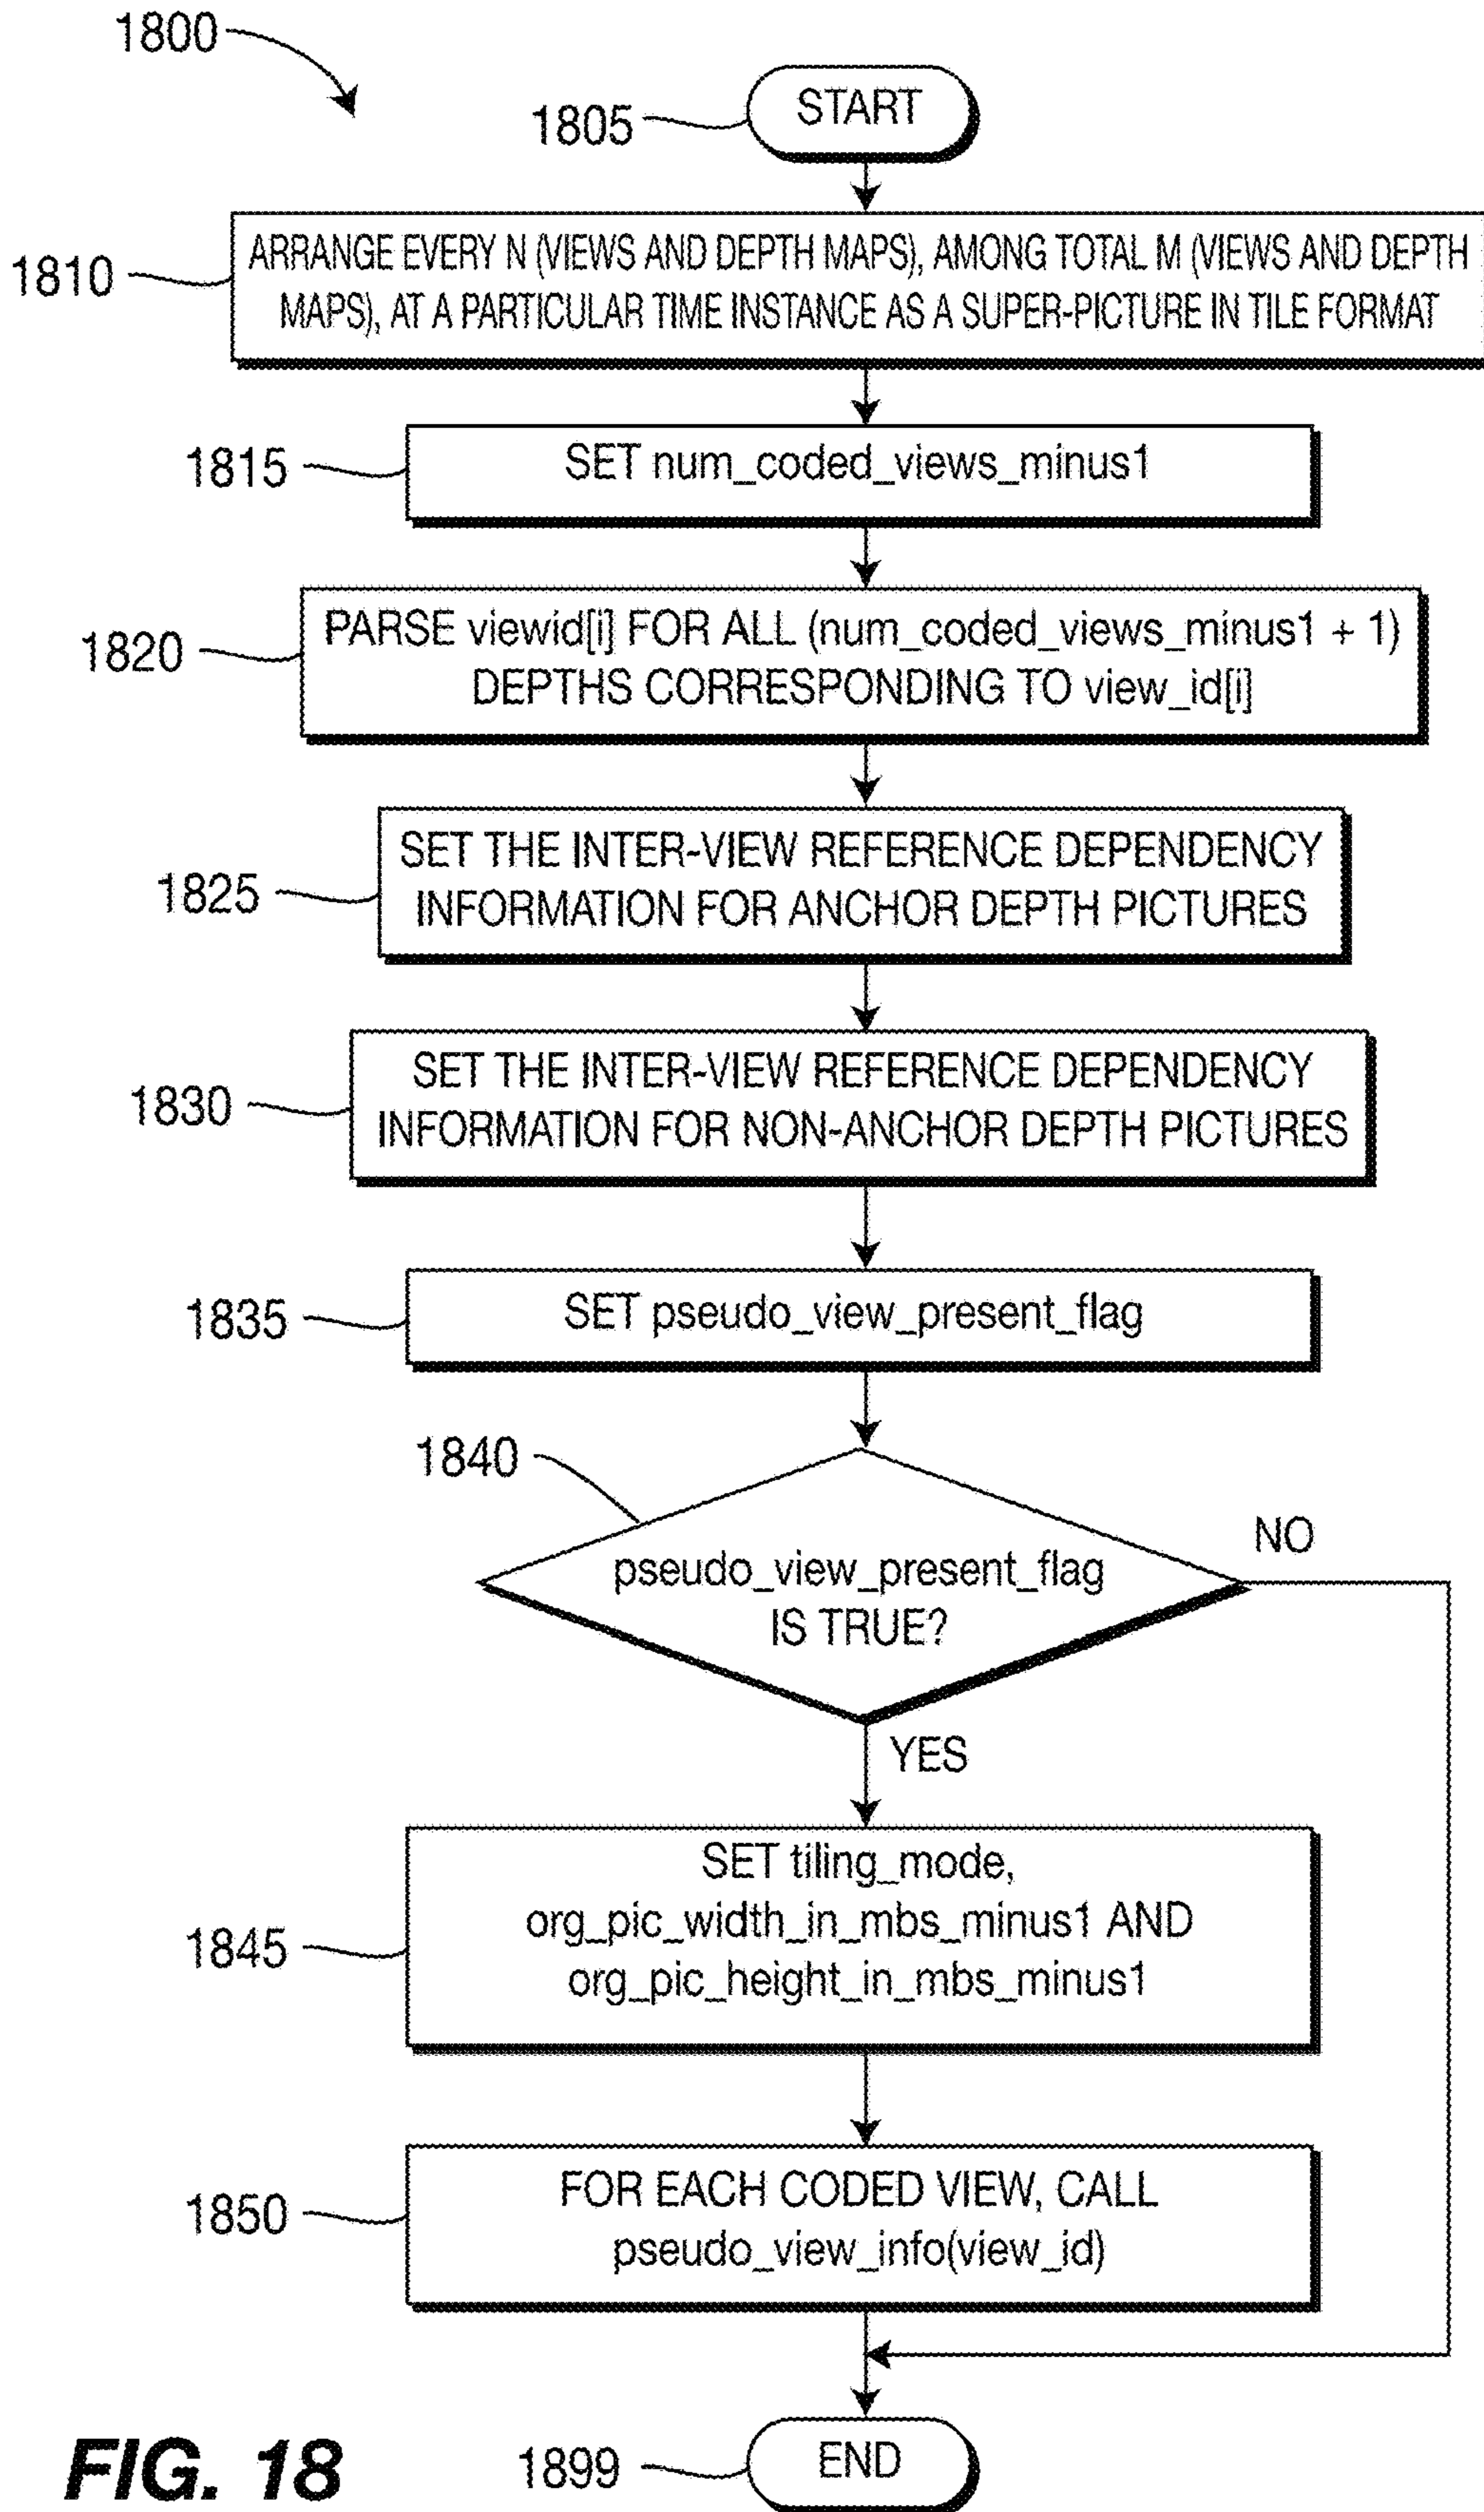 1800
1805
START
1810
ARRANGE EVERY N (VIEWS AND DEPTH MAPS), AMONG TOTAL M (VIEWS AND DEPTH
MAPS), AT A PARTICULAR TIME INSTANCE AS A SUPER-PICTURE IN TILE FORMAT
1815
SET num_coded_views_minus1
1820
PARSE viewid[i] FOR ALL (num_coded_views_minus1 + 1)
DEPTHS CORRESPONDING TO view_id[i]
1825
SET THE INTER-VIEW REFERENCE DEPENDENCY
INFORMATION FOR ANCHOR DEPTH PICTURES
1830
SET THE INTER-VIEW REFERENCE DEPENDENCY
INFORMATION FOR NON-ANCHOR DEPTH PICTURES
1835
SET pseudo_view_present_flag
1840
pseudo_view_present_flag
IS TRUE?
NO
YES
1845
SET tiling_mode,
org_pic_width_in_mbs_minus1 AND
org_pic_height_in_mbs_minus1
1850
FOR EACH CODED VIEW, CALL
pseudo_view_info(view_id)
1899
END
FIG. 18